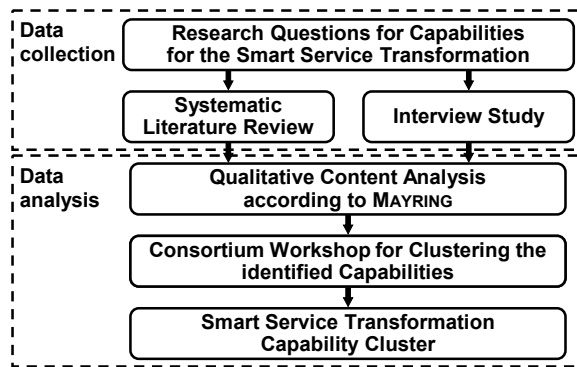 Data
collection
Research Questions for Capabilities
for the Smart Service Transformation
Systematic
Literature Review
Interview Study
Data
analysis
Qualitative Content Analysis
according to MAYRING
Consortium Workshop for Clustering the
identified Capabilities
Smart Service Transformation
Capability Cluster